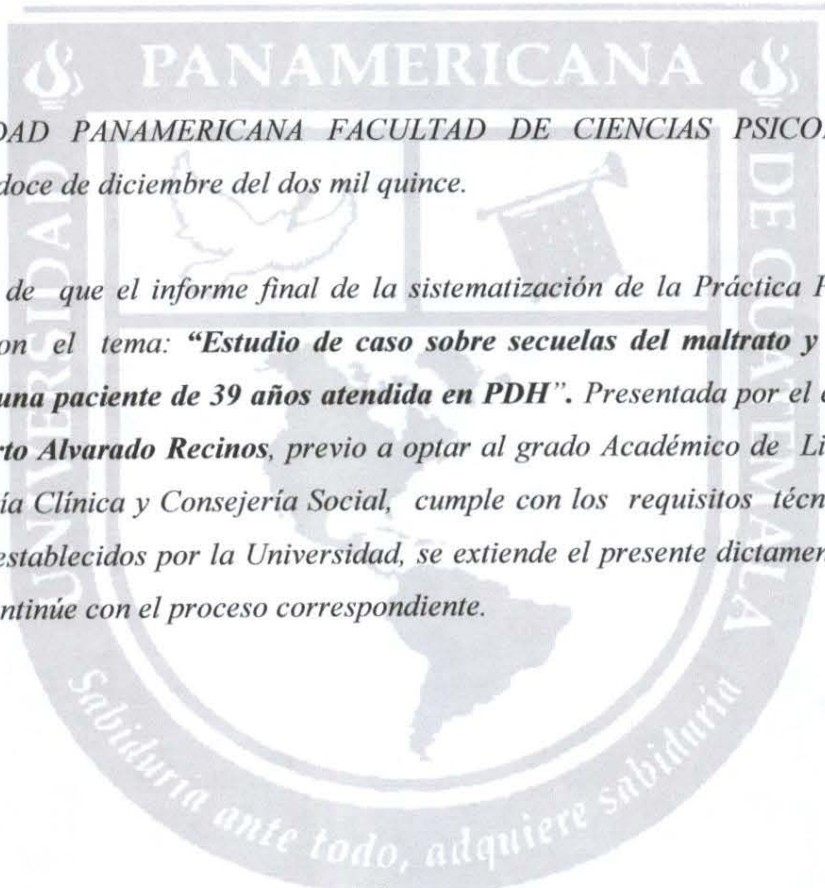 PANAMERICANA
DAD PANAMERICANA FACULTAD DE CIENCIAS PSICO
doce de diciembre del dos mil quince.
de que el informe final de la sistematización de la Práctica P
on el tema: “Estudio de caso sobre secuelas del maltrato y
una paciente de 39 años atendida en PDH”. Presentada por el
rto Alvarado Recinos, previo a optar al grado Académico de Li
ía Clínica y Consejería Social, cumple con los requisitos técn
establecidos por la Universidad, se extiende el presente dictamen
ntinúe con el proceso correspondiente.
UNIVERSIDAD
DE GUATEMALA
Sabiduría ante todo, adquiere sabiduría